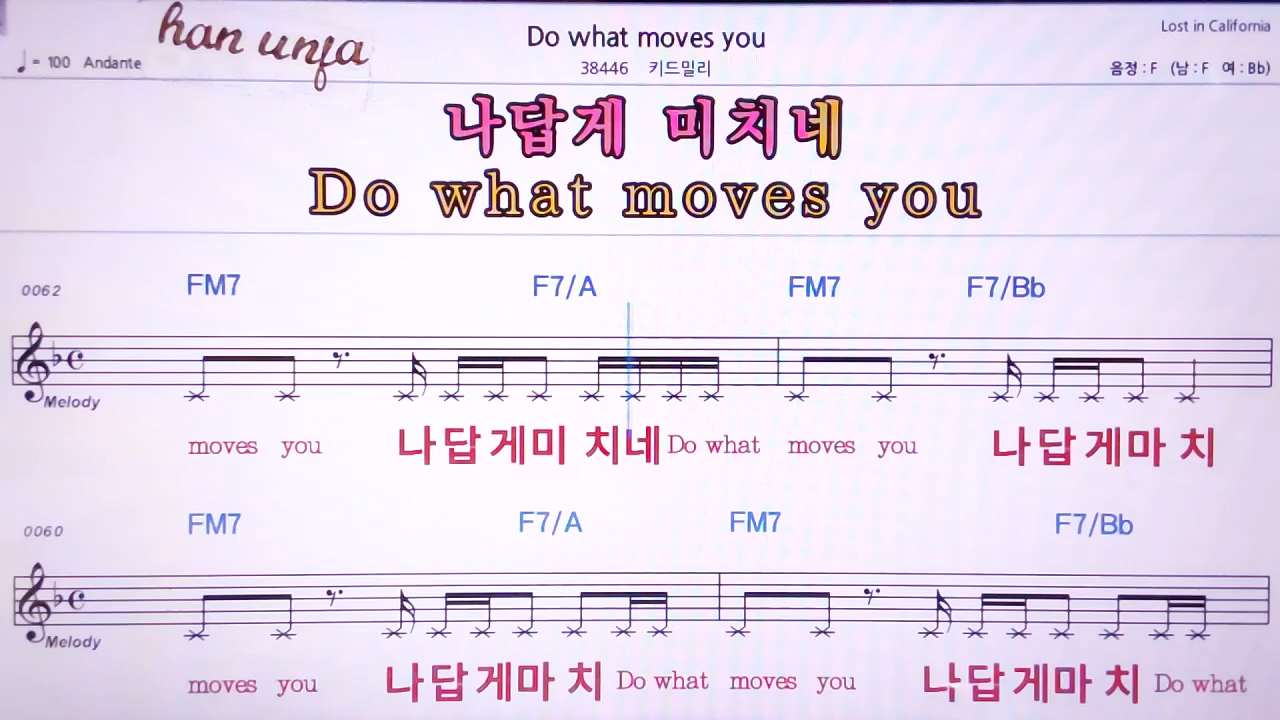 han unja
Do what moves you
Lost in California
♩= 100 Andante
38446 키드밀리
음정 : F (남 : F 여 : Bb)
나답게 미치네
Do what moves you
0062 FM7 F7/A FM7 F7/Bb
Melody
moves you 나답게미 치네 Do what moves you 나답게마 치
0060 FM7 F7/A FM7 F7/Bb
Melody
moves you 나답게마 치 Do what moves you 나답게마 치 Do what